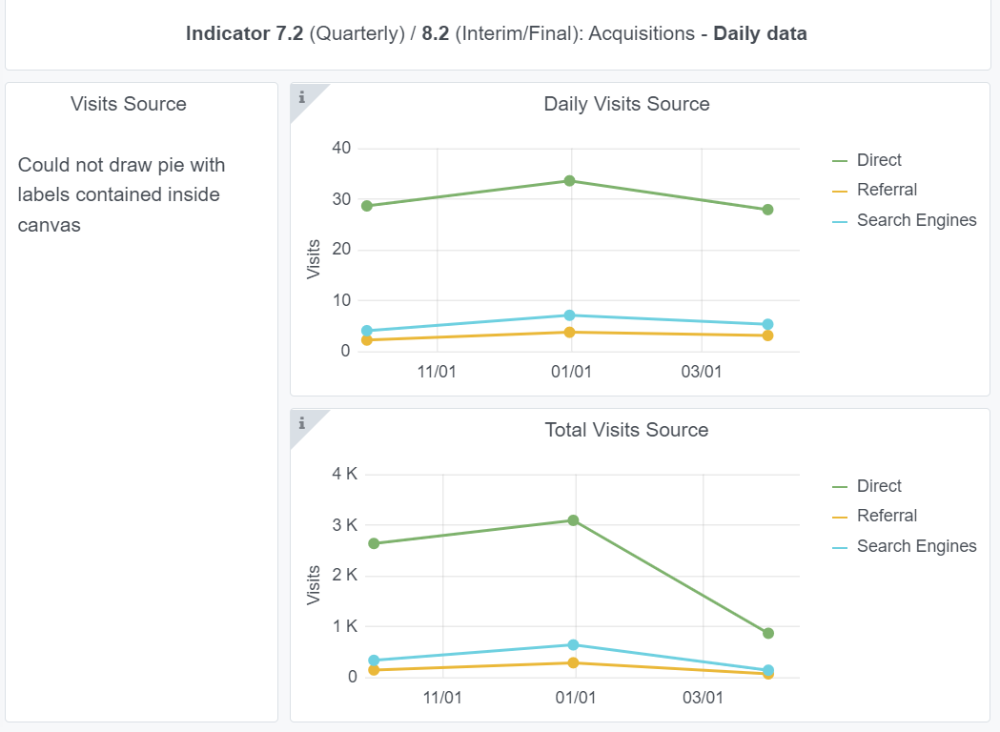 Indicator 7.2 (Quarterly) / 8.2 (Interim/Final): Acquisitions - Daily data
Visits Source
Could not draw pie with
labels contained inside
canvas
i
Daily Visits Source
Visits
40
30
20
10
0
11/01
01/01
03/01
Direct
Referral
Search Engines
i
Total Visits Source
Visits
4 K
3 K
2 K
1 K
0
11/01
01/01
03/01
Direct
Referral
Search Engines